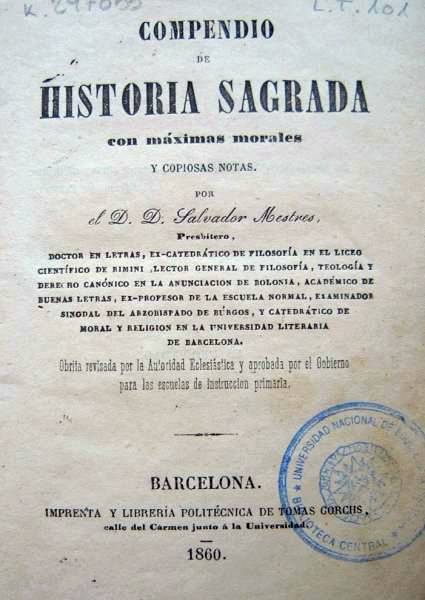 L.T. 101
COMPENDIO
DE
HISTORIA SAGRADA
con máximas morales
Y COPIOSAS NOTAS.
POR
el D. D. Salvador Mestres,
Presbítero,
DOCTOR EN LETRAS, EX-CATEDRÁTICO DE FILOSOFÍA EN EL LICEO
CIENTÍFICO DE RIMINI, LECTOR GENERAL DE FILOSOFÍA, TEOLOGÍA Y
DERECHO CANÓNICO EN LA ANUNCIACION DE BOLONIA, ACADÉMICO DE
BUENAS LETRAS, EX-PROFESOR DE LA ESCUELA NORMAL, EXAMINADOR
SINODAL DEL ARZOBISPADO DE BÚRGOS, Y CATEDRÁTICO DE
MORAL Y RELIGION EN LA UNIVERSIDAD LITERARIA
DE BARCELONA.
Obrita revisada por la Autoridad Eclesiástica y aprobada por el Gobierno
para las escuelas de instruccion primaria.
BARCELONA.
IMPRENTA Y LIBRERÍA POLITÉCNICA DE TOMAS GORCHS,
calle del Cármen junto á la Universidad.
1860.
UNIVERSIDAD NACIONAL DE
BIBLIOTECA CENTRAL